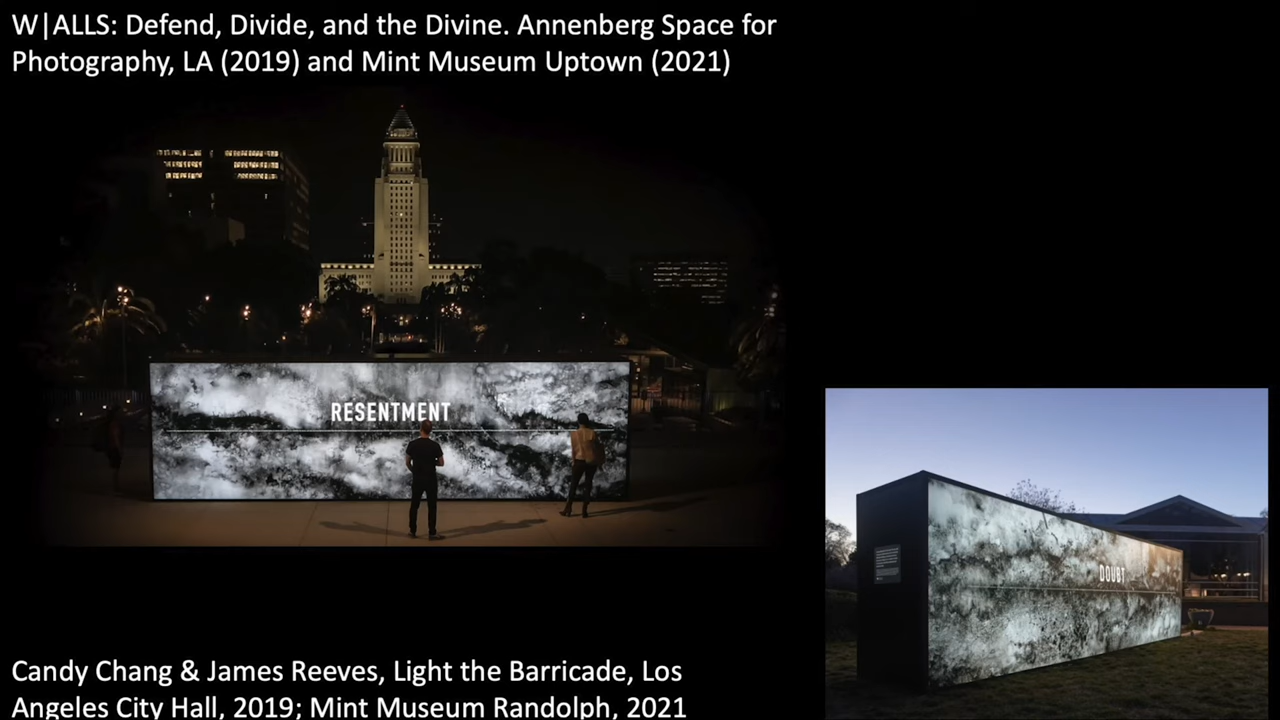 W|ALLS: Defend, Divide, and the Divine. Annenberg Space for
Photography, LA (2019) and Mint Museum Uptown (2021)
RESENTMENT
DOUBT
Candy Chang & James Reeves, Light the Barricade, Los
Angeles City Hall, 2019; Mint Museum Randolph, 2021